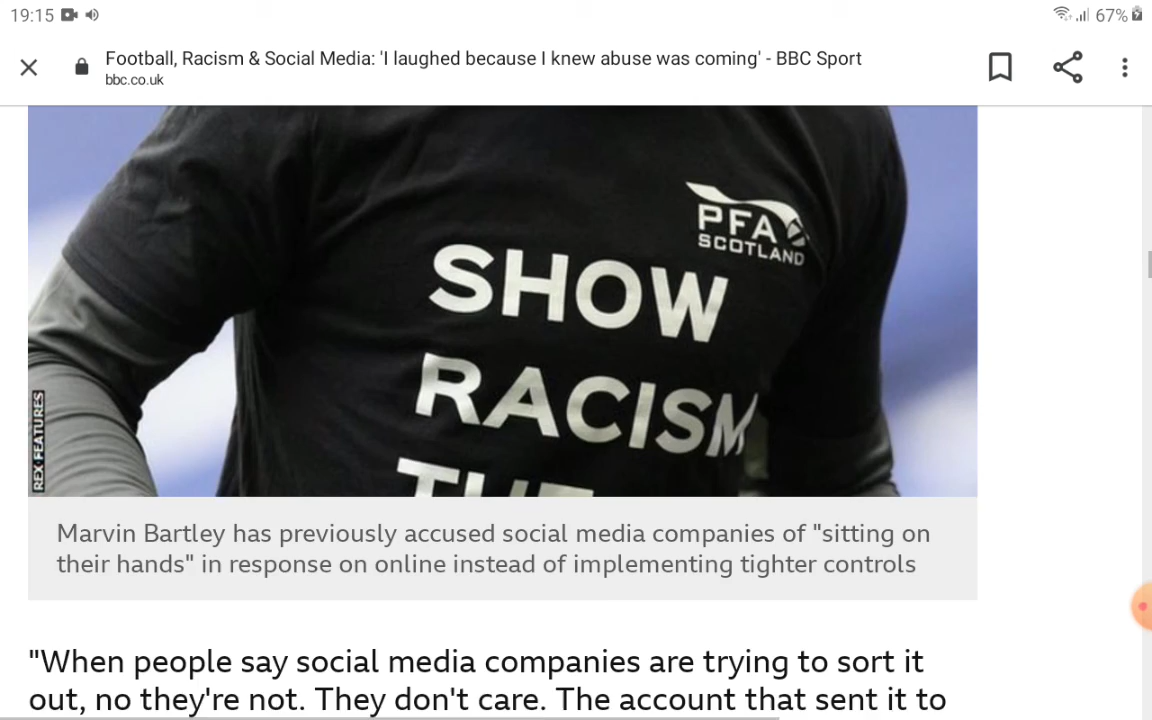 19:15
67%
Football, Racism & Social Media: 'I laughed because I knew abuse was coming' - BBC Sport
bbc.co.uk
PFA
SCOTLAND
SHOW
RACISM
THE
REX FEATURES
Marvin Bartley has previously accused social media companies of "sitting on
their hands" in response on online instead of implementing tighter controls
"When people say social media companies are trying to sort it
out, no they're not. They don't care. The account that sent it to